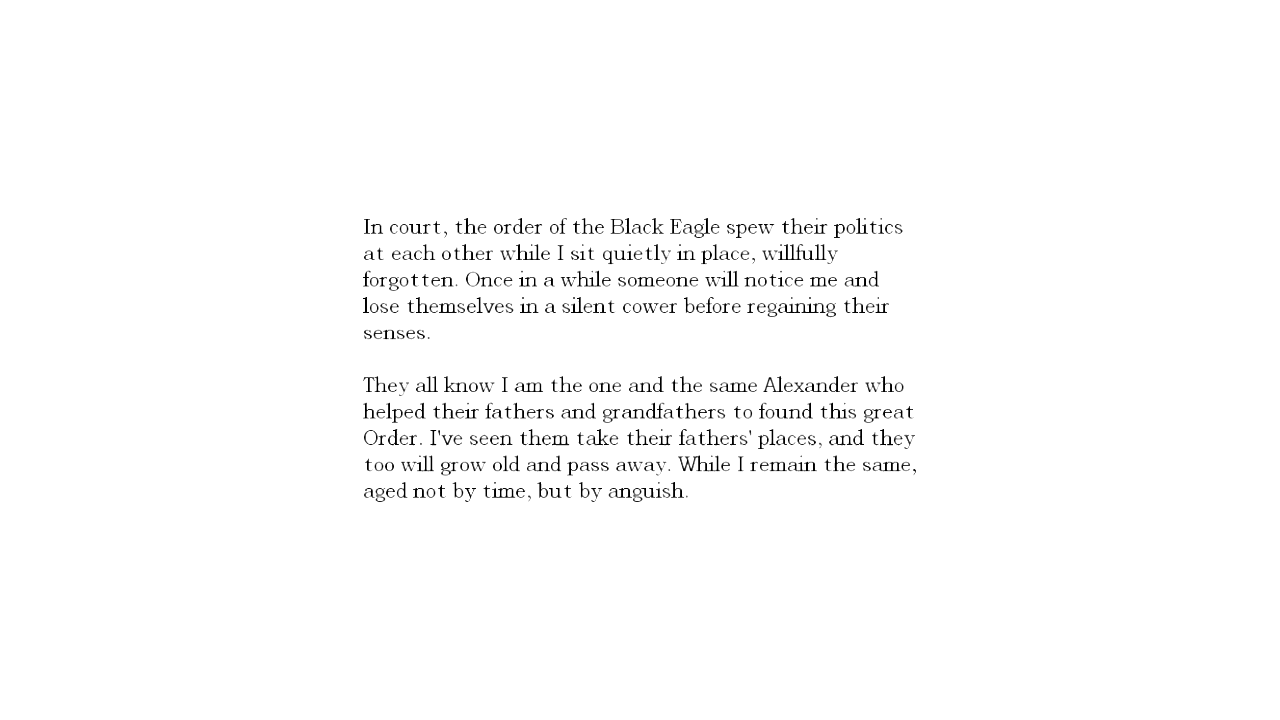 In court, the order of the Black Eagle spew their politics
at each other while I sit quietly in place, willfully
forgotten. Once in a while someone will notice me and
lose themselves in a silent cower before regaining their
senses.
They all know I am the one and the same Alexander who
helped their fathers and grandfathers to found this great
Order. I've seen them take their fathers' places, and they
too will grow old and pass away. While I remain the same,
aged not by time, but by anguish.